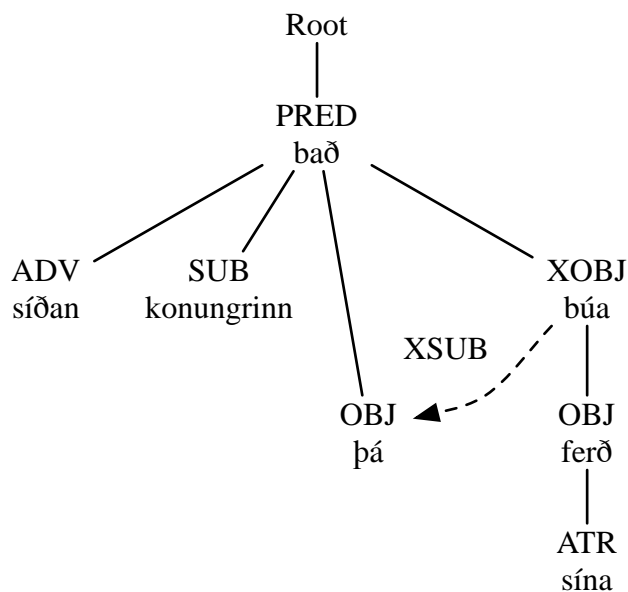 Root
PRED
bað
ADV
síðan
SUB
konungrinn
XOBJ
búa
XSUB
OBJ
þá
OBJ
ferð
ATR
sína